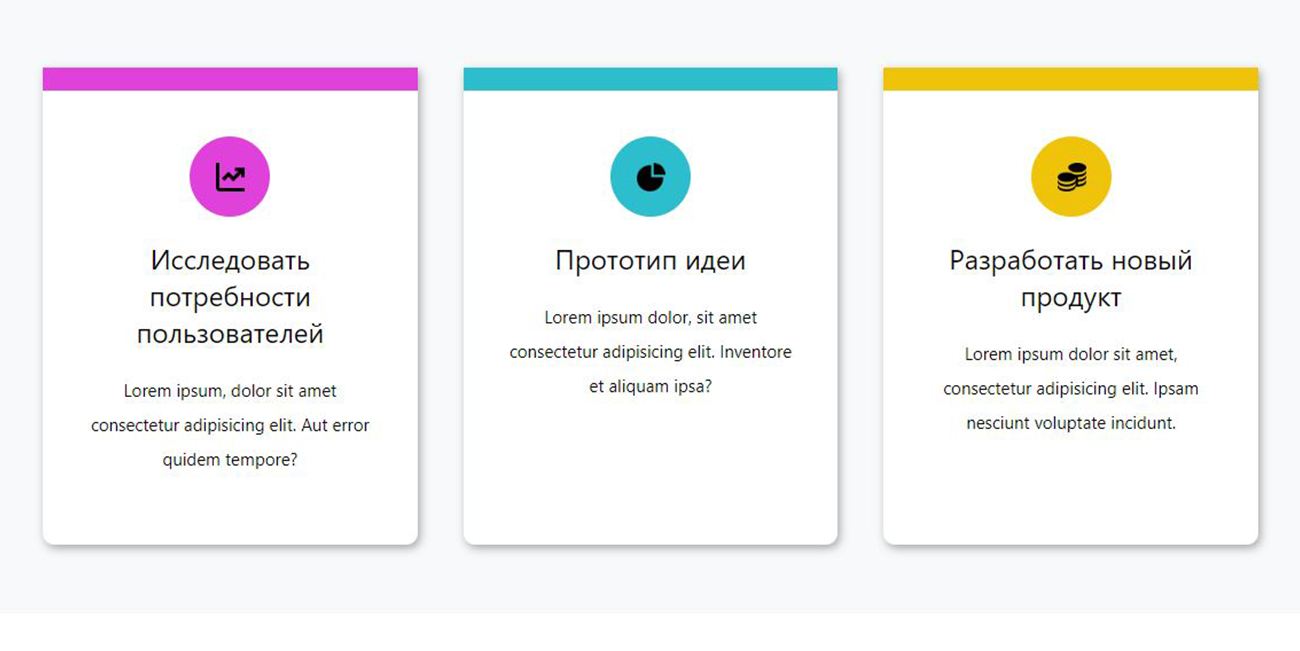 Исследовать
потребности
пользователей
Lorem ipsum, dolor sit amet
consectetur adipisicing elit. Aut error
quidem tempore?
Прототип идеи
Lorem ipsum dolor, sit amet
consectetur adipisicing elit. Inventore
et aliquam ipsa?
Разработать новый
продукт
Lorem ipsum dolor sit amet,
consectetur adipisicing elit. Ipsam
nesciunt voluptate incidunt.